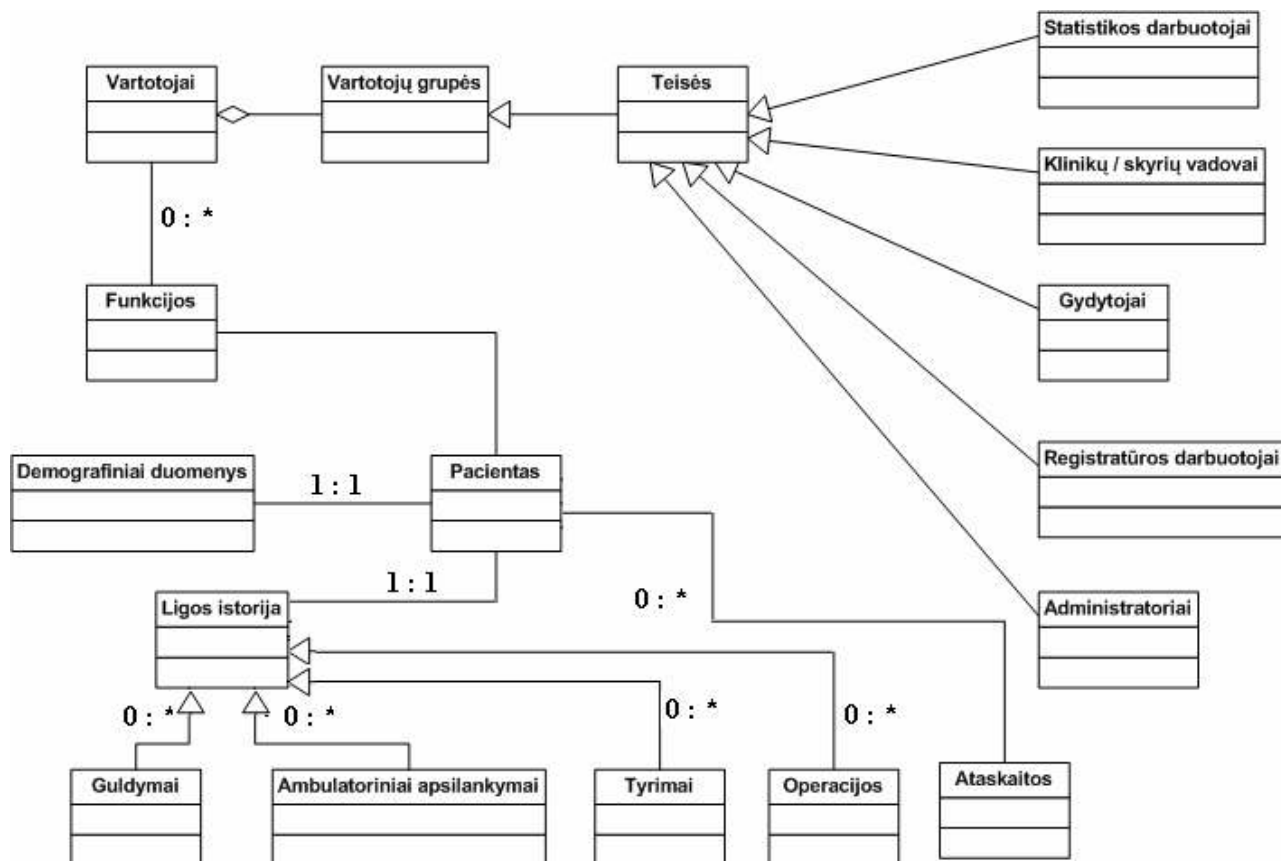 Statistikos darbuotojai
Vartotojai
Vartotojų grupės
Teisės
Klinikų / skyrių vadovai
0 : *
Funkcijos
Gydytojai
Demografiniai duomenys
1 : 1
Pacientas
Registratūros darbuotojai
1 : 1
Ligos istorija
0 : *
Administratoriai
0 : *
0 : *
0 : *
0 : *
Guldymai
Ambulatoriniai apsilankymai
Tyrimai
Operacijos
Ataskaitos